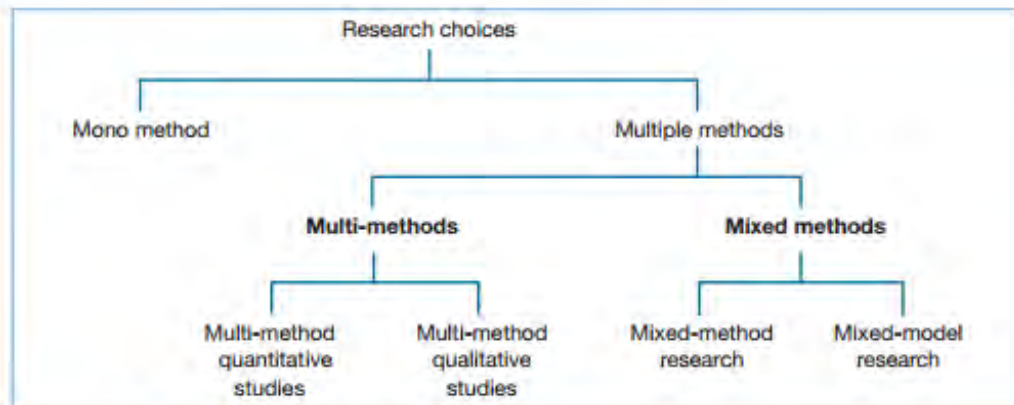 Research choices
Mono method
Multiple methods
Multi-methods
Mixed methods
Multi-method
quantitative
studies
Multi-method
qualitative
studies
Mixed-method
research
Mixed-model
research